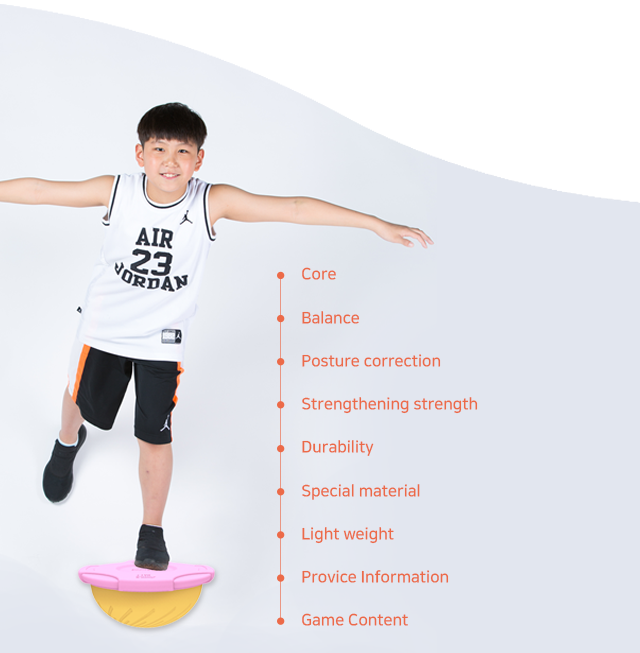 AIR
23
JORDAN
Core
Balance
Posture correction
Strengthening strength
Durability
Special material
Light weight
Provice Information
Game Content